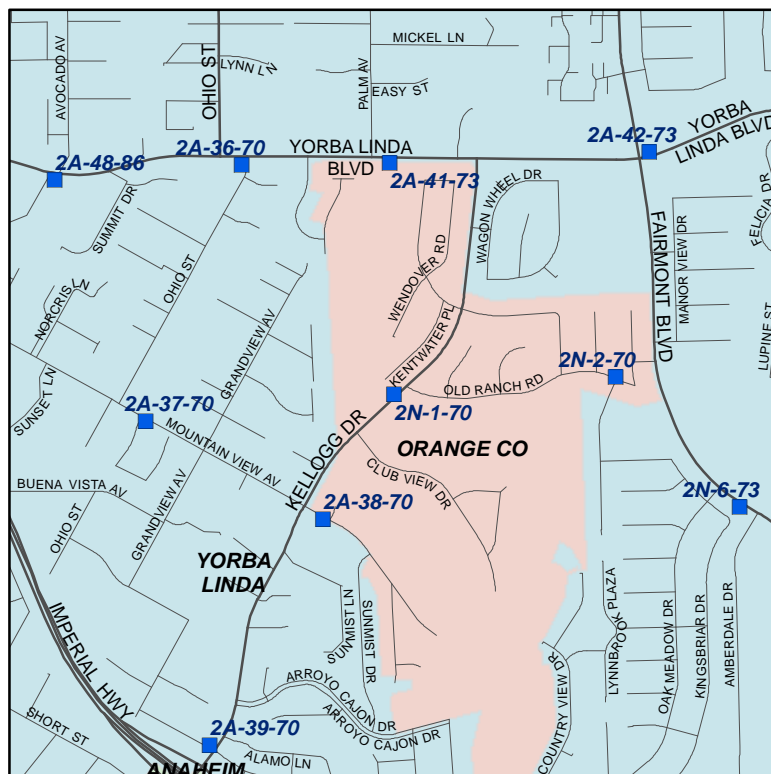 MICKEL LN
AVOCADO AV
OHIO ST
LYNN LN
PALM AV
EASY ST
YORBA
LINDA BLVD
2A-42-73
2A-48-86
2A-36-70
YORBA LINDA
BLVD
2A-41-73
WAGON WHEEL DR
FELICIA DR
SUMMIT DR
OHIO ST
WENDOVER RD
FAIRMONT BLVD
MANOR VIEW DR
NORCRIS LN
GRANDVIEW AV
KENTWATER PL
LUPINE ST
SUNSET LN
2N-2-70
OLD RANCH RD
2N-1-70
2A-37-70
MOUNTAIN VIEW AV
KELLOGG DR
ORANGE CO
CLUB VIEW DR
BUENA VISTA AV
2A-38-70
2N-6-73
OHIO ST
GRANDVIEW AV
YORBA
LINDA
SUNMIST LN
SUNMIST DR
LYNNBROOK PLAZA
OAK MEADOW DR
KINGSBRIAR DR
AMBERDALE DR
IMPERIAL HWY
COUNTRY VIEW DR
ARROYO CAJON DR
ARROYO CAJON DR
SHORT ST
2A-39-70
ALAMO LN
ANAHEIM